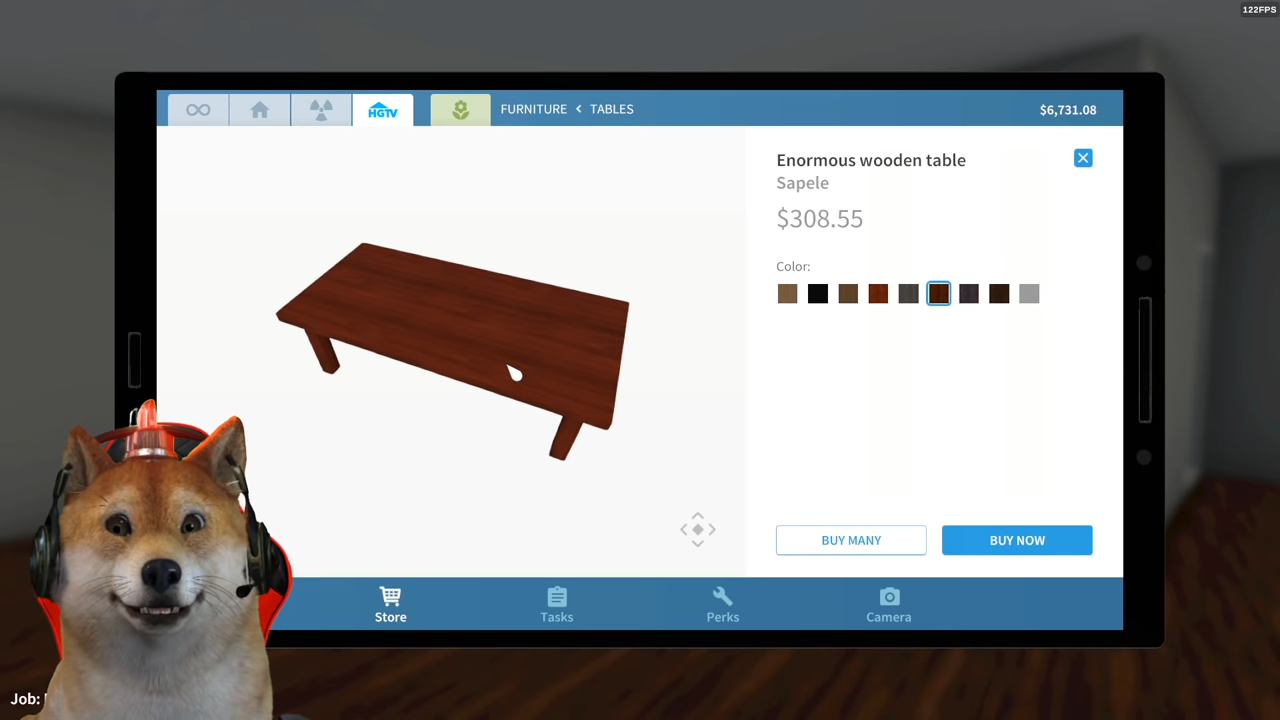 122FPS
HGTV
FURNITURE < TABLES
$6,731.08
Enormous wooden table
Sapele
$308.55
Color:
BUY MANY
BUY NOW
Store
Tasks
Perks
Camera
Job: